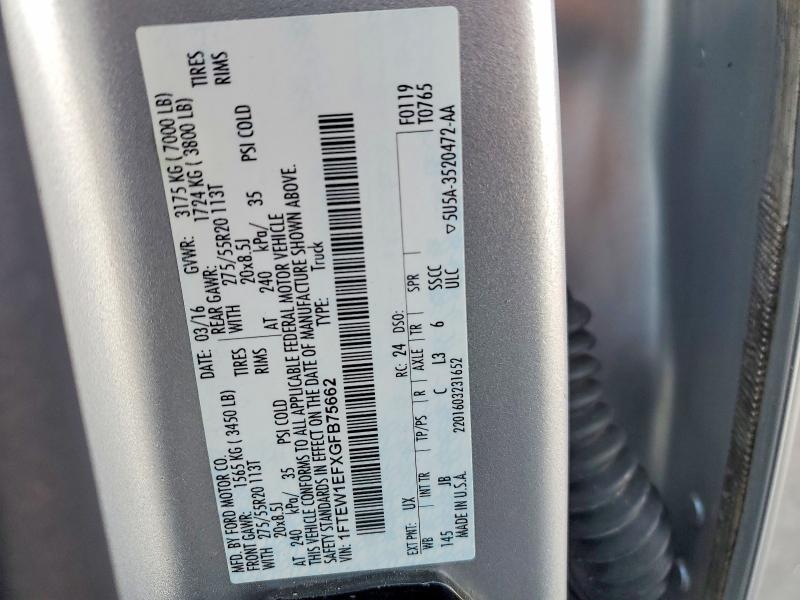 MFD. BY FORD MOTOR CO.
DATE: 03/16 GVWR: 3175 KG ( 7000 LB)
FRONT GAWR: 1565 KG ( 3450 LB) REAR GAWR: 1724 KG ( 3800 LB)
WITH 275/55R20 113T TIRES WITH 275/55R20 113T TIRES
20x8.5J RIMS 20x8.5J RIMS
AT 240 kPa/ 35 PSI COLD AT 240 kPa/ 35 PSI COLD
THIS VEHICLE CONFORMS TO ALL APPLICABLE FEDERAL MOTOR VEHICLE
SAFETY STANDARDS IN EFFECT ON THE DATE OF MANUFACTURE SHOWN ABOVE.
VIN: 1FTEW1EFXGFB75662 TYPE: Truck
F0119
T0765
EXT PNT: UX RC: 24 DSO:
WB INT TR TP/PS R AXLE TR SPR
145 JB C L3 6 SSCC
ULC
MADE IN U.S.A. 2201603231652 ▽5U5A-3520472-AA